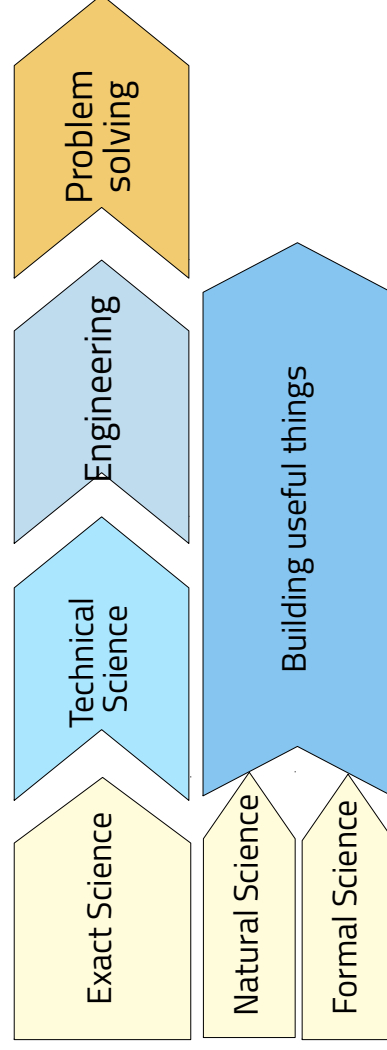 Exact Science
Technical
Science
Engineering
Problem
solving
Natural Science
Formal Science
Building useful things